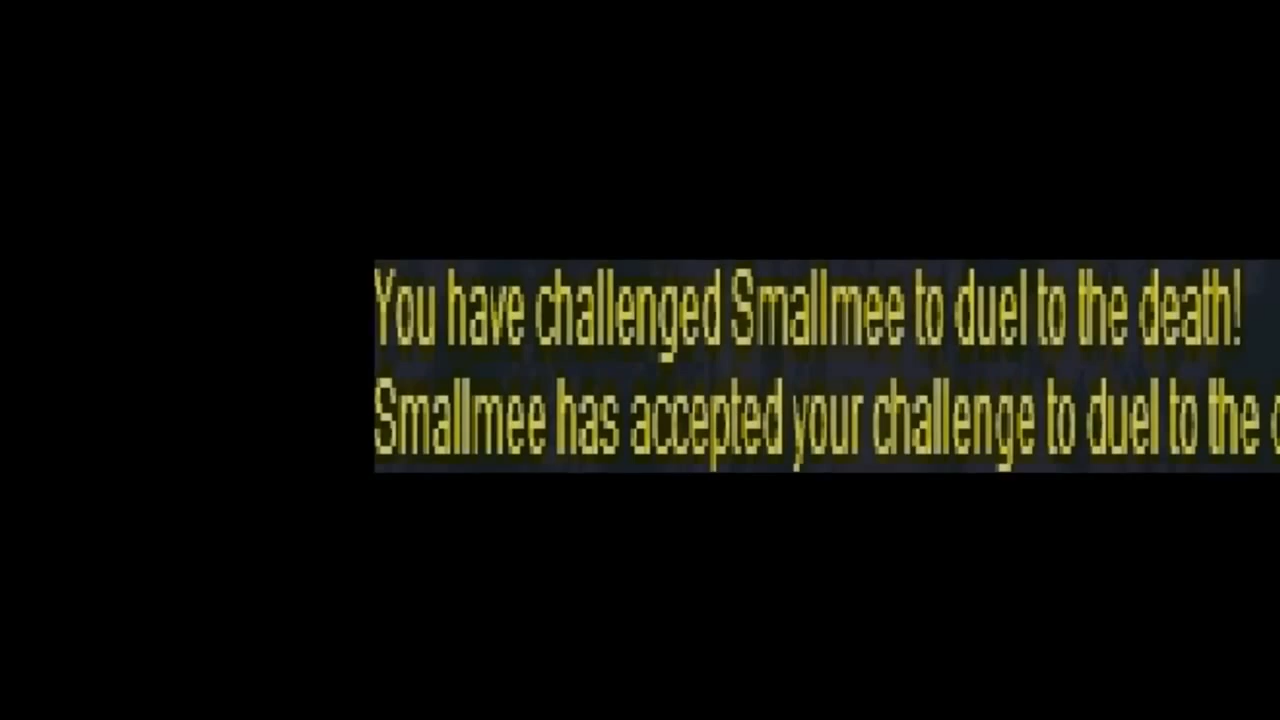 You have challenged Smallmee to duel to the death!
Smallmee has accepted your challenge to duel to the